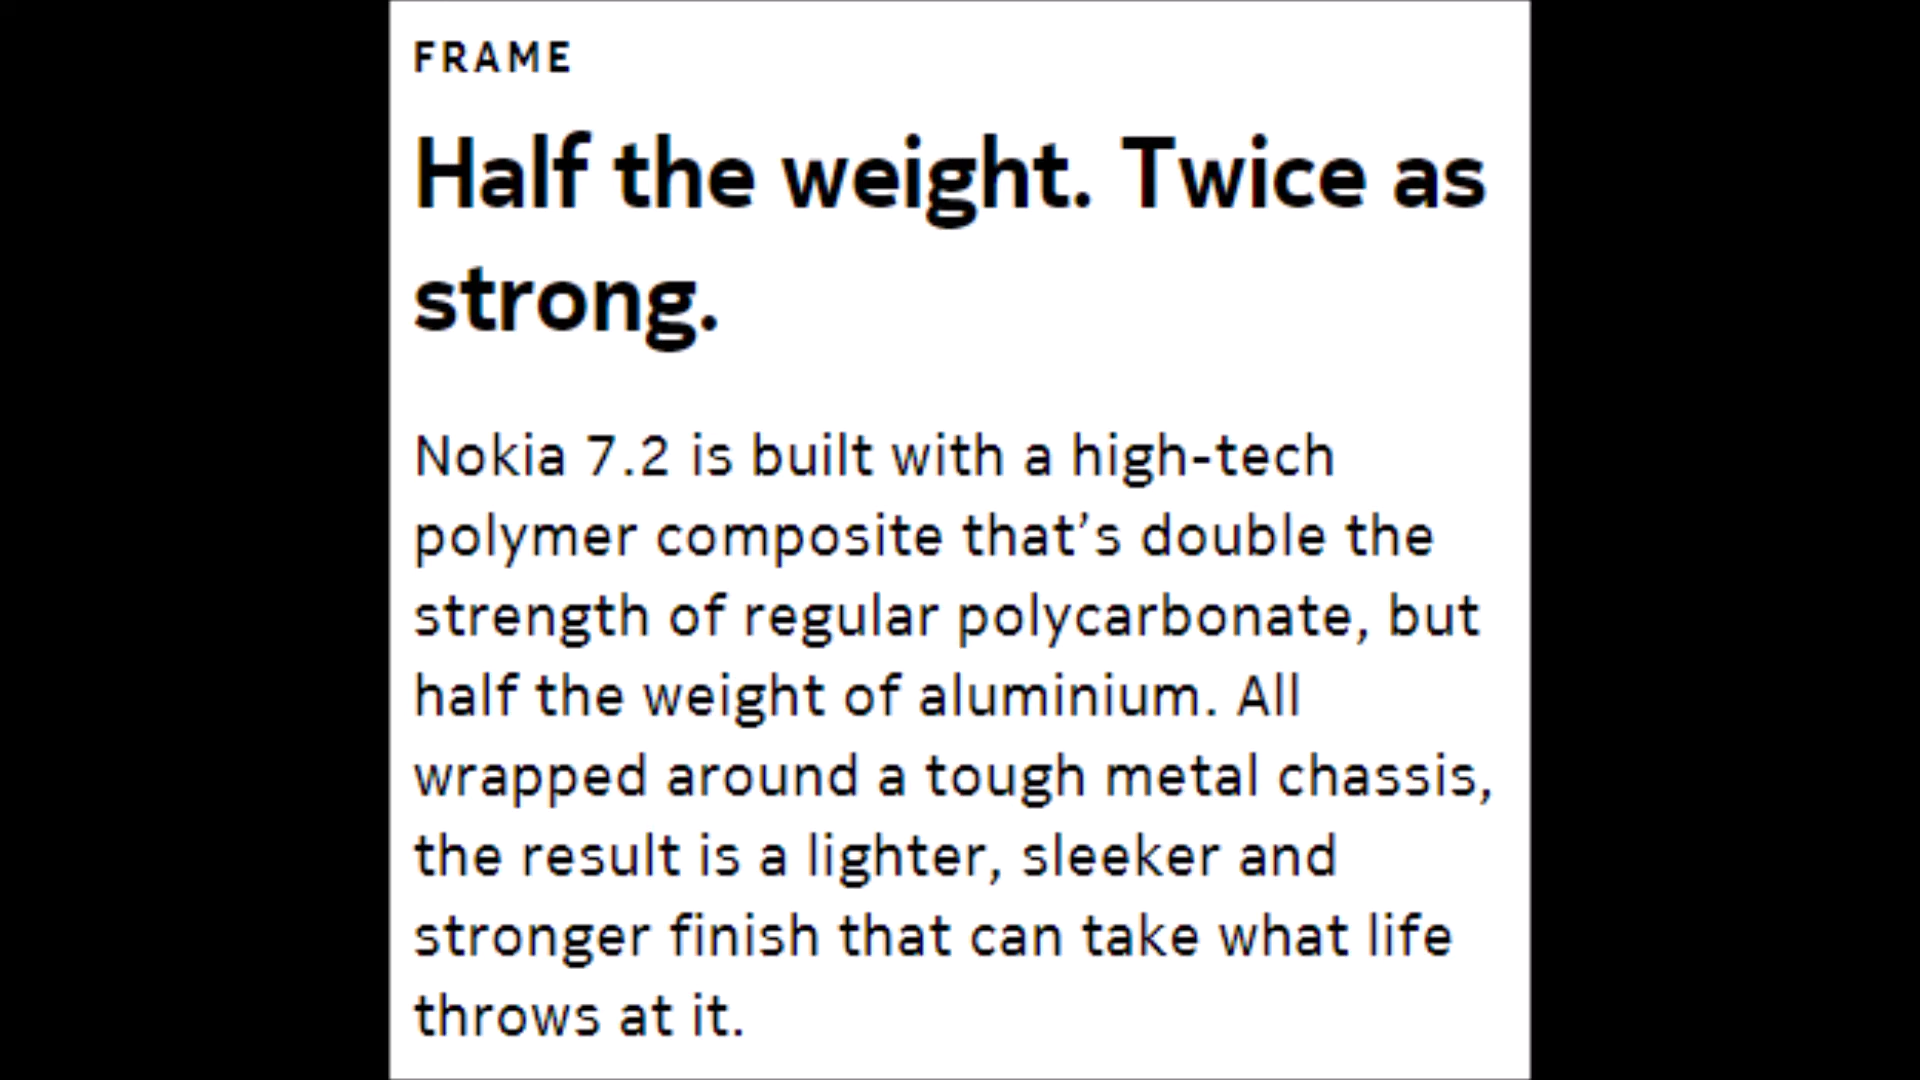 FRAME
Half the weight. Twice as
strong.
Nokia 7.2 is built with a high-tech
polymer composite that’s double the
strength of regular polycarbonate, but
half the weight of aluminium. All
wrapped around a tough metal chassis,
the result is a lighter, sleeker and
stronger finish that can take what life
throws at it.